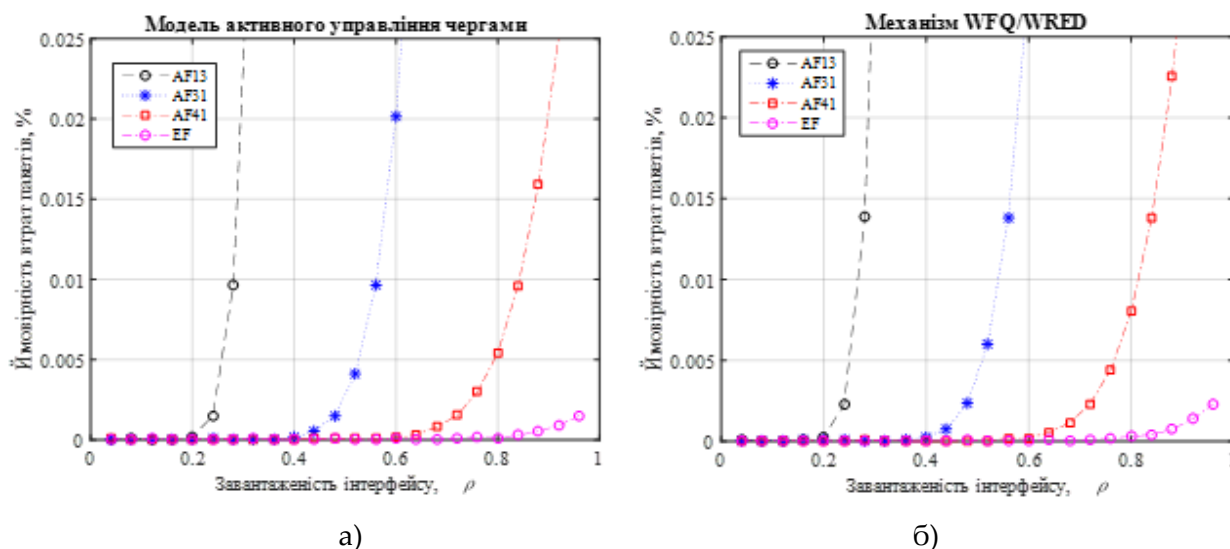 Модель активного управління чергами
Ймовірність втрат пакетів, %
0.025
0.02
0.015
0.01
0.005
0
AF13
AF31
AF41
EF
0 0.2 0.4 0.6 0.8 1
Завантаженість інтерфейсу, ρ
а)
Механізм WFQ/WRED
Ймовірність втрат пакетів, %
0.025
0.02
0.015
0.01
0.005
0
AF13
AF31
AF41
EF
0.2 0.4 0.6 0.8 1
Завантаженість інтерфейсу, ρ
б)